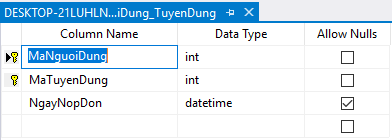 DESKTOP-21LUHLN...iDung_TuyenDung
Column Name Data Type Allow Nulls
MaNguoiDung int
MaTuyenDung int
NgayNopDon datetime